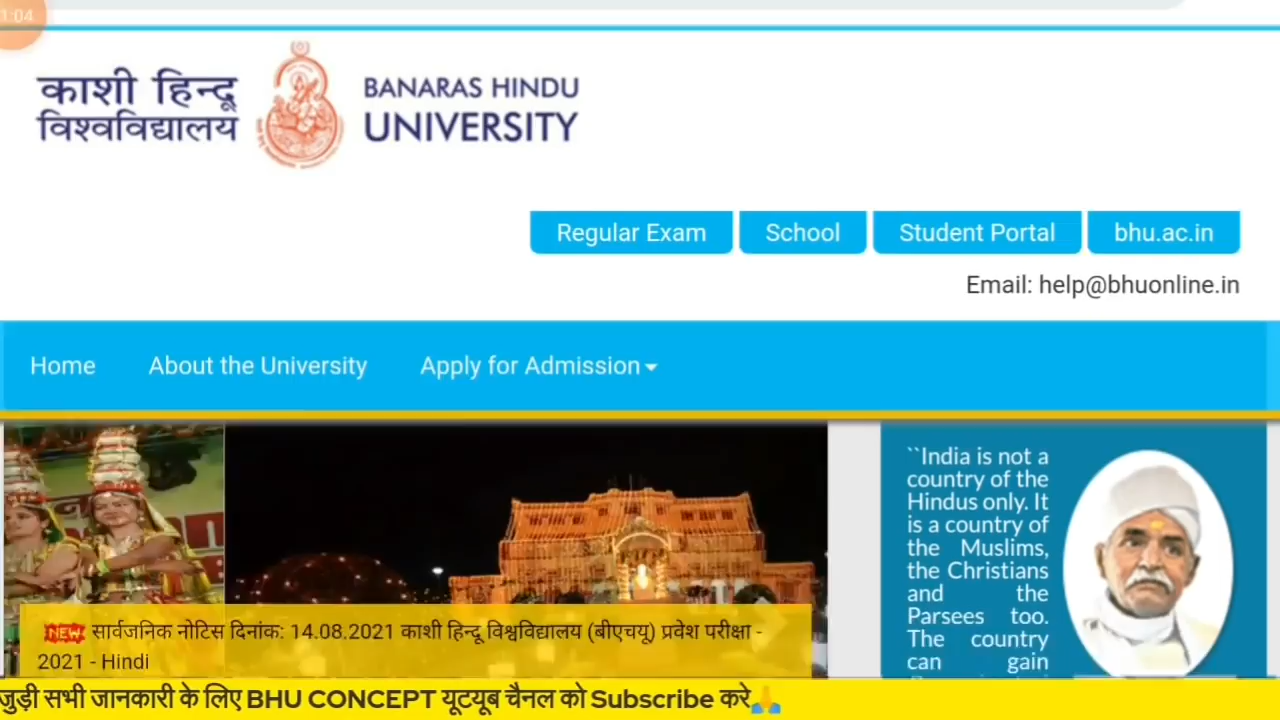 1:04
काशी हिन्दू
विश्वविद्यालय
BANARAS HINDU
UNIVERSITY
Regular Exam
School
Student Portal
bhu.ac.in
Email: help@bhuonline.in
Home
About the University
Apply for Admission
``India is not a
country of the
Hindus only. It
is a country of
the Muslims,
the Christians
and the
Parsees too.
The country
can gain
NEW सार्वजनिक नोटिस दिनांक: 14.08.2021 काशी हिन्दू विश्वविद्यालय (बीएचयू) प्रवेश परीक्षा -
2021 - Hindi
जुड़ी सभी जानकारी के लिए BHU CONCEPT यूटयूब चैनल को Subscribe करे🙏